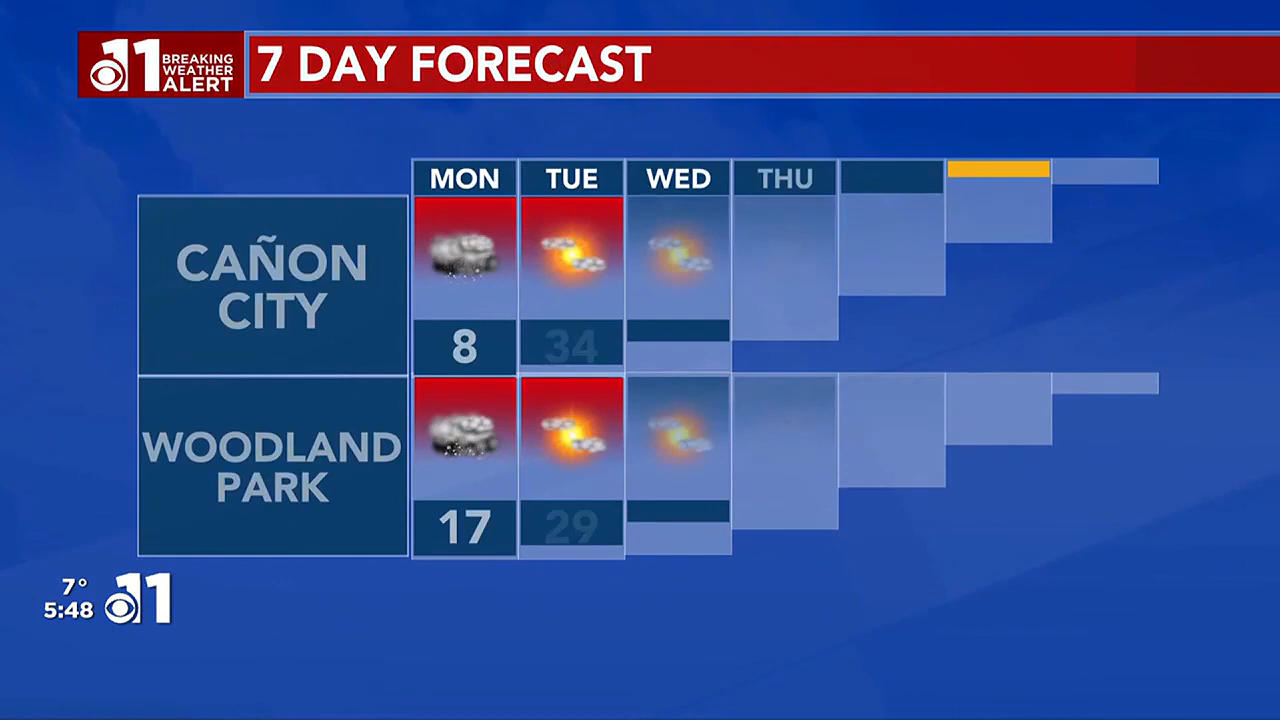 11 BREAKING
WEATHER
ALERT
7 DAY FORECAST
MON TUE WED THU
CAÑON
CITY
8 34
WOODLAND
PARK
17 29
7°
5:48
11